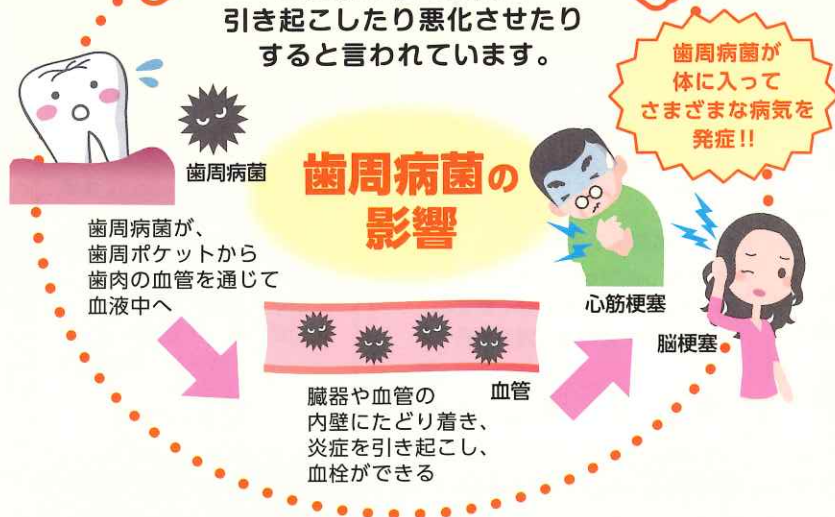 引き起こしたり悪化させたり
すると言われています。
歯周病菌が
体に入って
さまざまな病気を
発症!!
歯周病菌
歯周病菌の
影響
歯周病菌が、
歯周ポケットから
歯肉の血管を通じて
血液中へ
心筋梗塞
脳梗塞
血管
臓器や血管の
内壁にたどり着き、
炎症を引き起こし、
血栓ができる